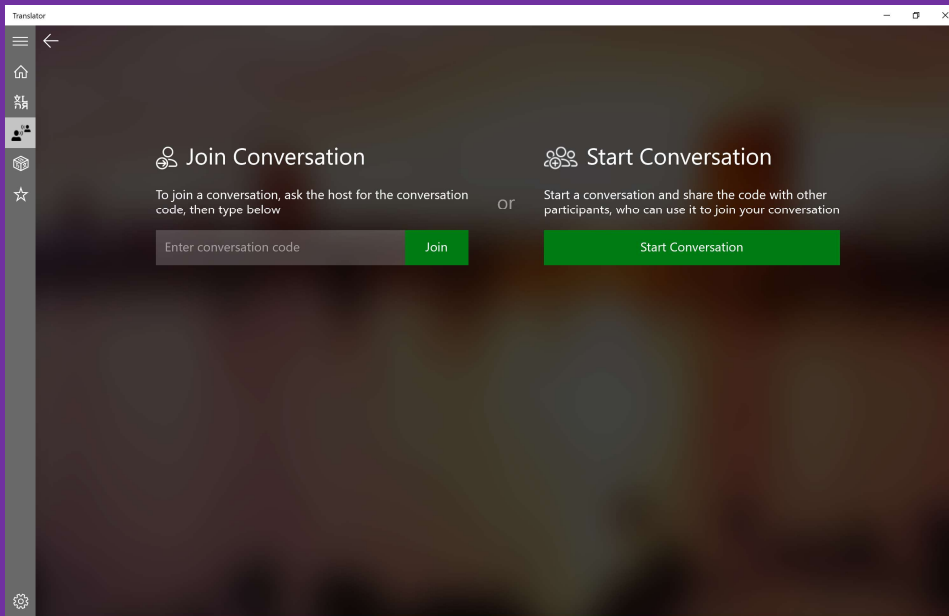 Translator
Join Conversation
To join a conversation, ask the host for the conversation
code, then type below
Enter conversation code
Join
or
Start Conversation
Start a conversation and share the code with other
participants, who can use it to join your conversation
Start Conversation